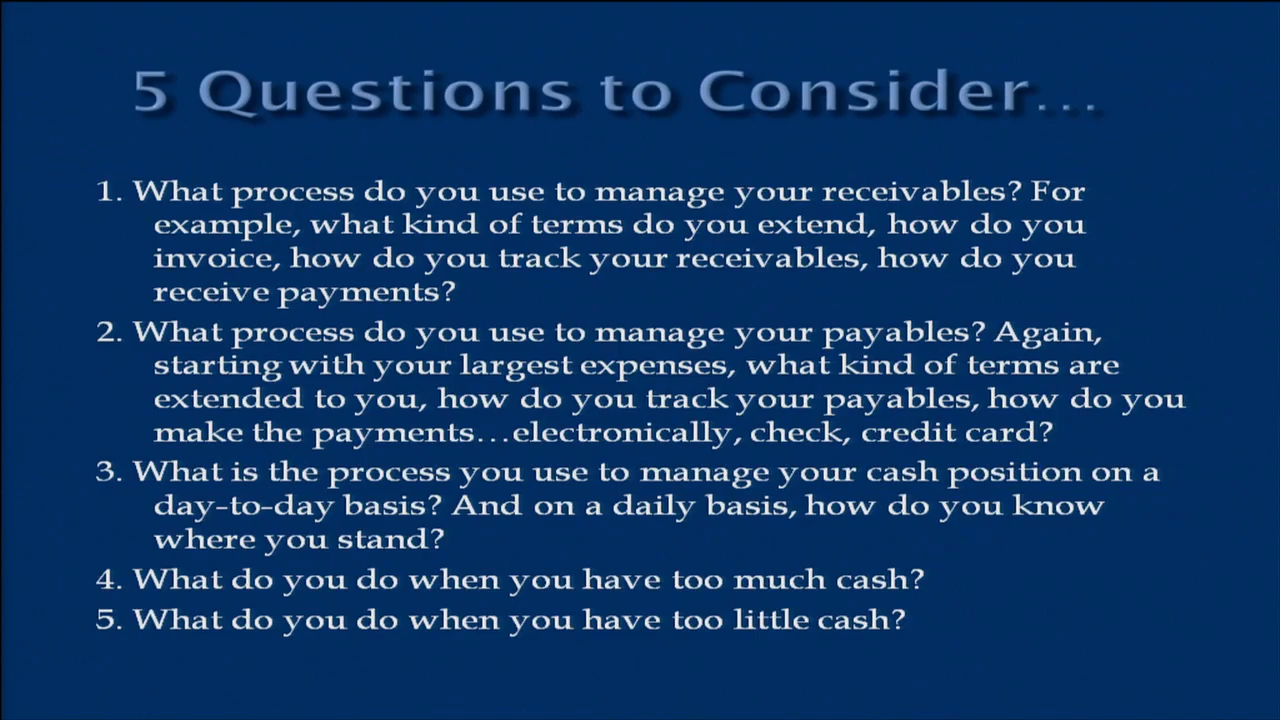 5 Questions to Consider...
1. What process do you use to manage your receivables? For
example, what kind of terms do you extend, how do you
invoice, how do you track your receivables, how do you
receive payments?
2. What process do you use to manage your payables? Again,
starting with your largest expenses, what kind of terms are
extended to you, how do you track your payables, how do you
make the payments...electronically, check, credit card?
3. What is the process you use to manage your cash position on a
day-to-day basis? And on a daily basis, how do you know
where you stand?
4. What do you do when you have too much cash?
5. What do you do when you have too little cash?